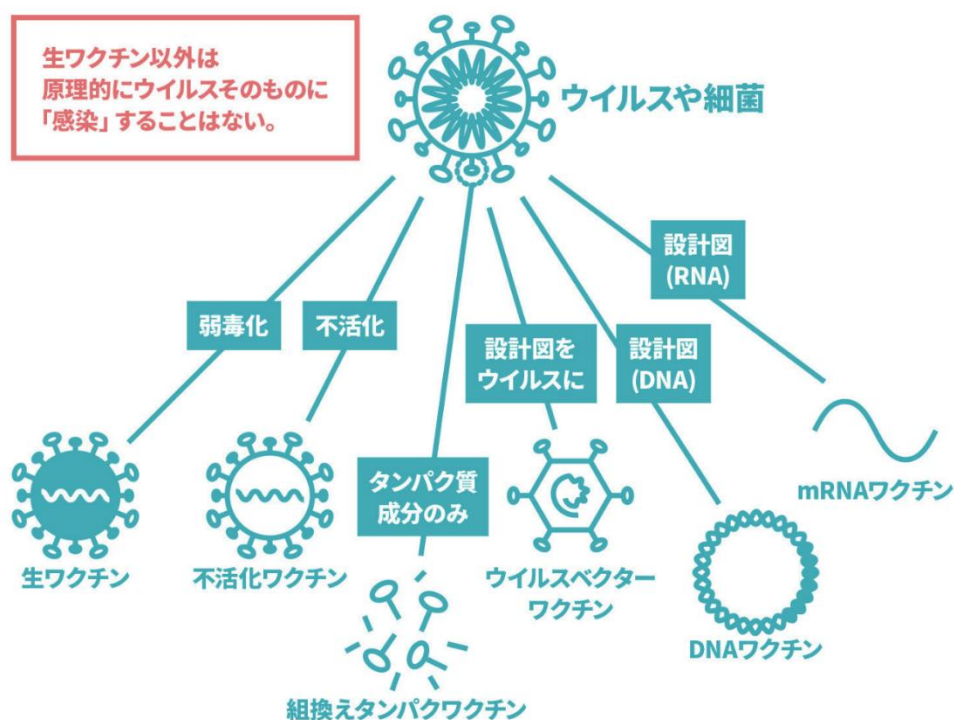 生ワクチン以外は
原理的にウイルスそのものに
「感染」することはない。
ウイルスや細菌
設計図
(RNA)
弱毒化
不活化
設計図を
ウイルスに
設計図
(DNA)
タンパク質
成分のみ
mRNAワクチン
生ワクチン
不活化ワクチン
ウイルスベクター
ワクチン
DNAワクチン
組換えタンパクワクチン